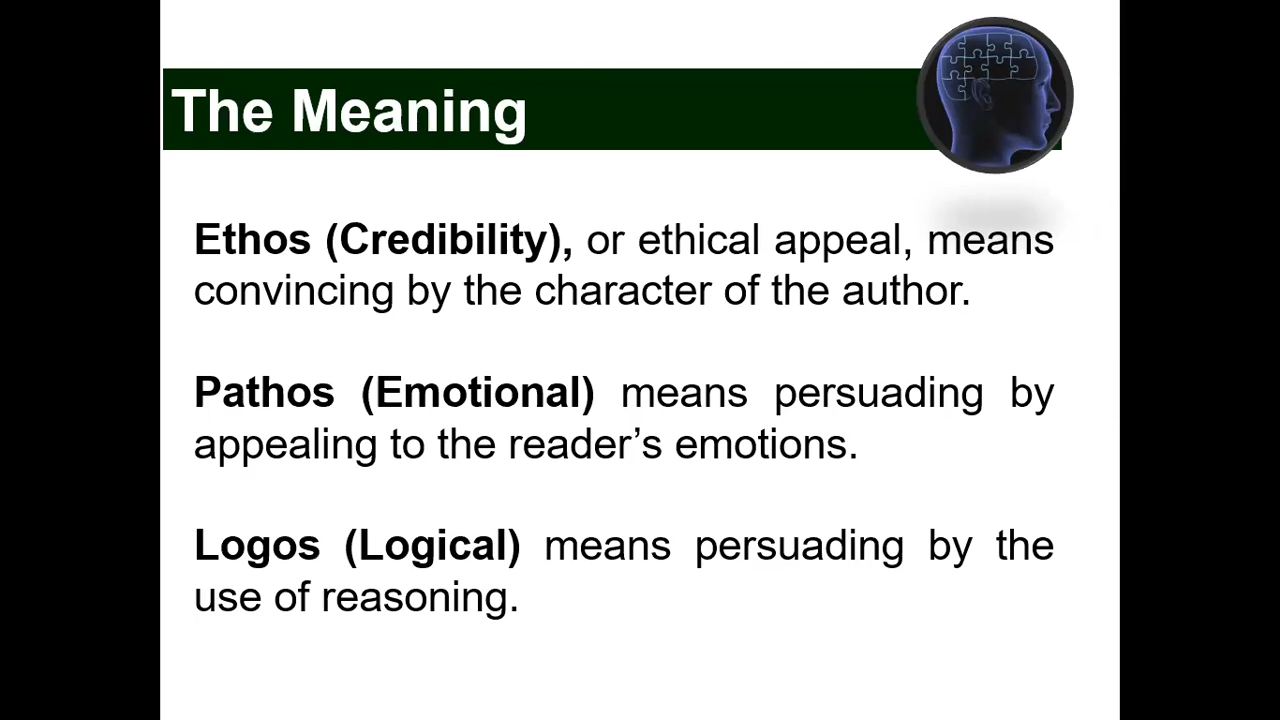 The Meaning
Ethos (Credibility), or ethical appeal, means
convincing by the character of the author.
Pathos (Emotional) means persuading by
appealing to the reader’s emotions.
Logos (Logical) means persuading by the
use of reasoning.